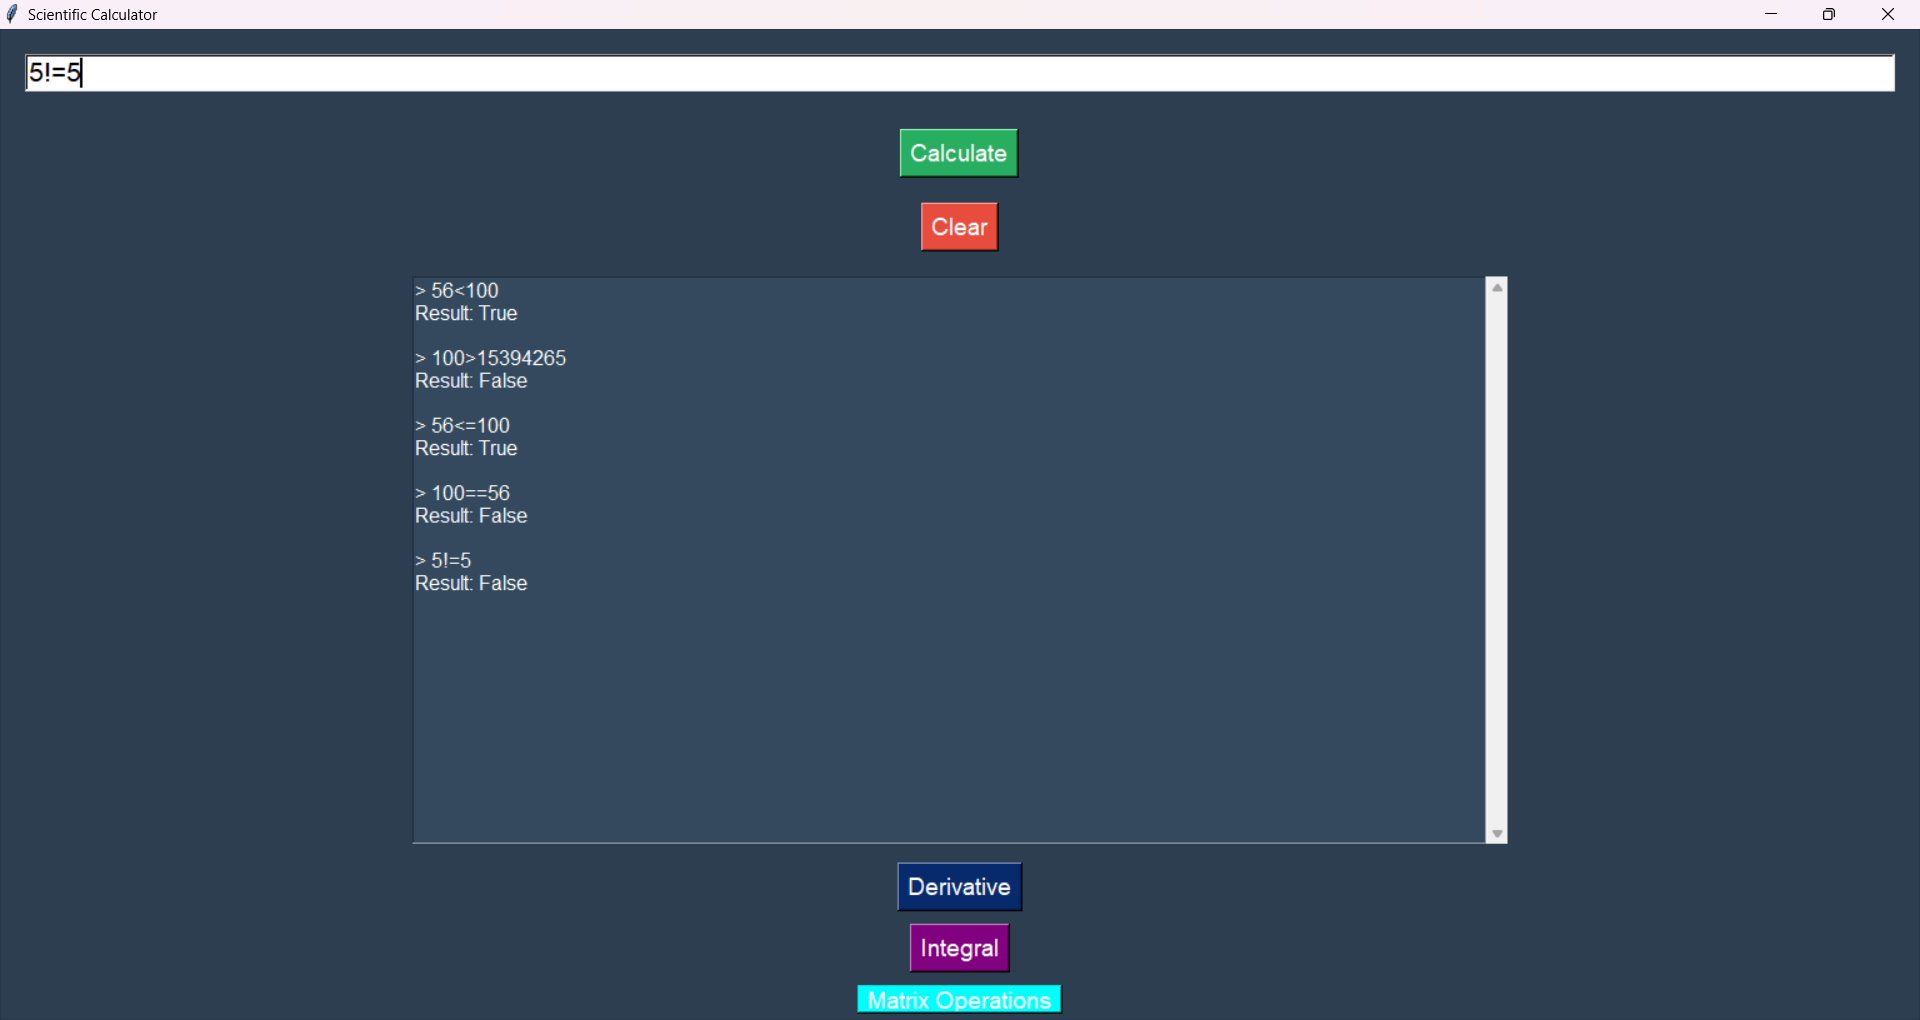 Scientific Calculator
5!=5
Calculate
Clear
> 56<100
Result: True
> 100>15394265
Result: False
> 56<=100
Result: True
> 100==56
Result: False
> 5!=5
Result: False
Derivative
Integral
Matrix Operations